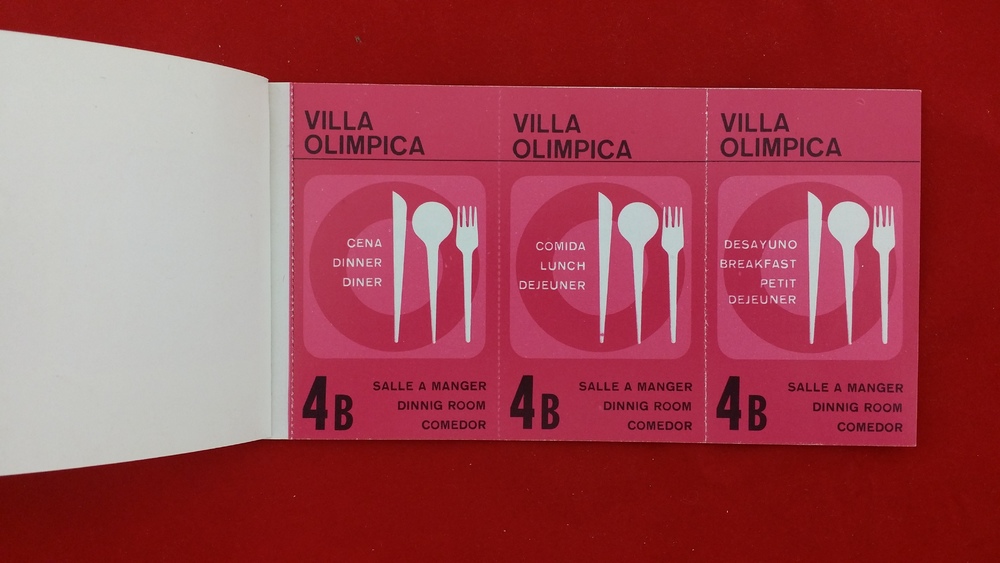 VILLA
OLIMPICA
CENA
DINNER
DINER
4B
SALLE A MANGER
DINNIG ROOM
COMEDOR
VILLA
OLIMPICA
COMIDA
LUNCH
DEJEUNER
4B
SALLE A MANGER
DINNIG ROOM
COMEDOR
VILLA
OLIMPICA
DESAYUNO
BREAKFAST
PETIT
DEJEUNER
4B
SALLE A MANGER
DINNIG ROOM
COMEDOR